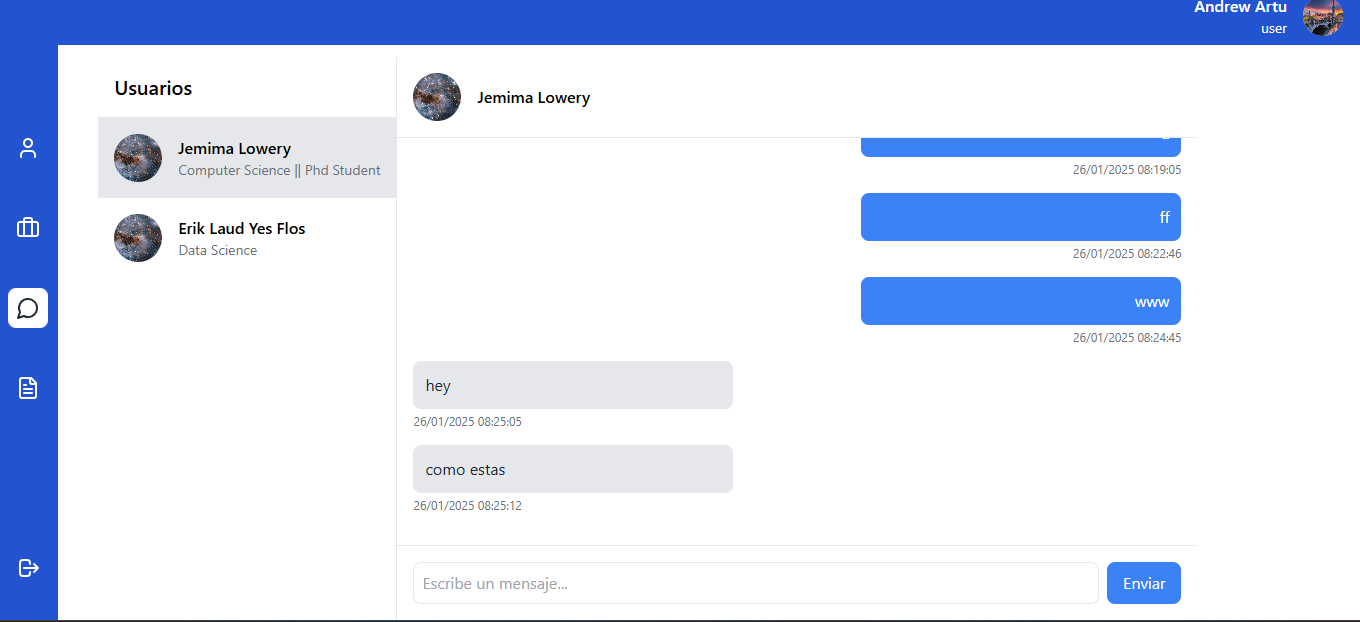 Andrew Artu
user
Usuarios
Jemima Lowery
Computer Science || Phd Student
Erik Laud Yes Flos
Data Science
Jemima Lowery
26/01/2025 08:19:05
ff
26/01/2025 08:22:46
www
26/01/2025 08:24:45
hey
26/01/2025 08:25:05
como estas
26/01/2025 08:25:12
Escribe un mensaje...
Enviar